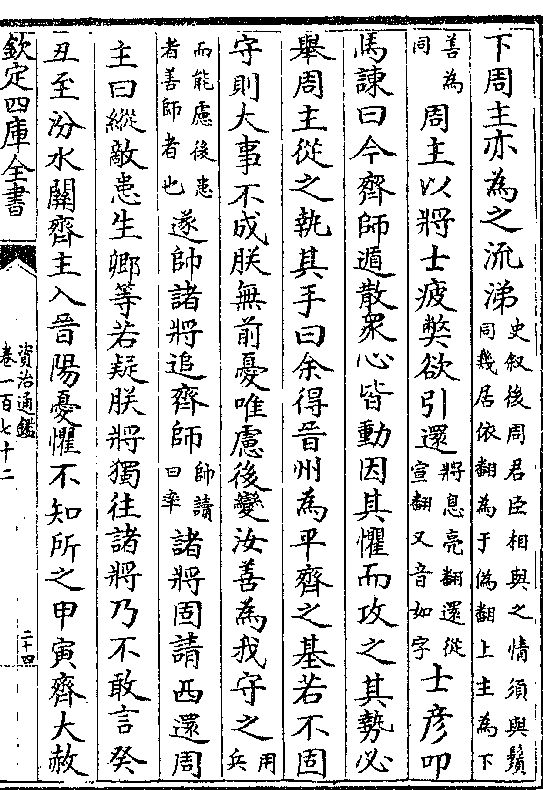 下周主亦為之流涕史叙後周君臣相與之情須與鬚同幾居依翻為于偽翻上主為下
善為同周主以將士疲弊欲引還將息亮翻還從宣翻又音如字士彦叩
馬諫曰今齊師遁散衆心皆動因其懼而攻之其勢必
舉周主從之執其手曰余得晉州為平齊之基若不固
守則大事不成朕無前憂唯慮後變汝善為我守之用兵
而能慮後患者善師者也遂帥諸將追齊師師讀曰率諸將固請西還周
主曰縱敵患生卿等若疑朕將獨往諸將乃不敢言癸
丑至汾水關齊主入晉陽憂懼不知所之甲寅齊大赦
欽定四庫全書
資治通鑑
卷一百七十二
二十四